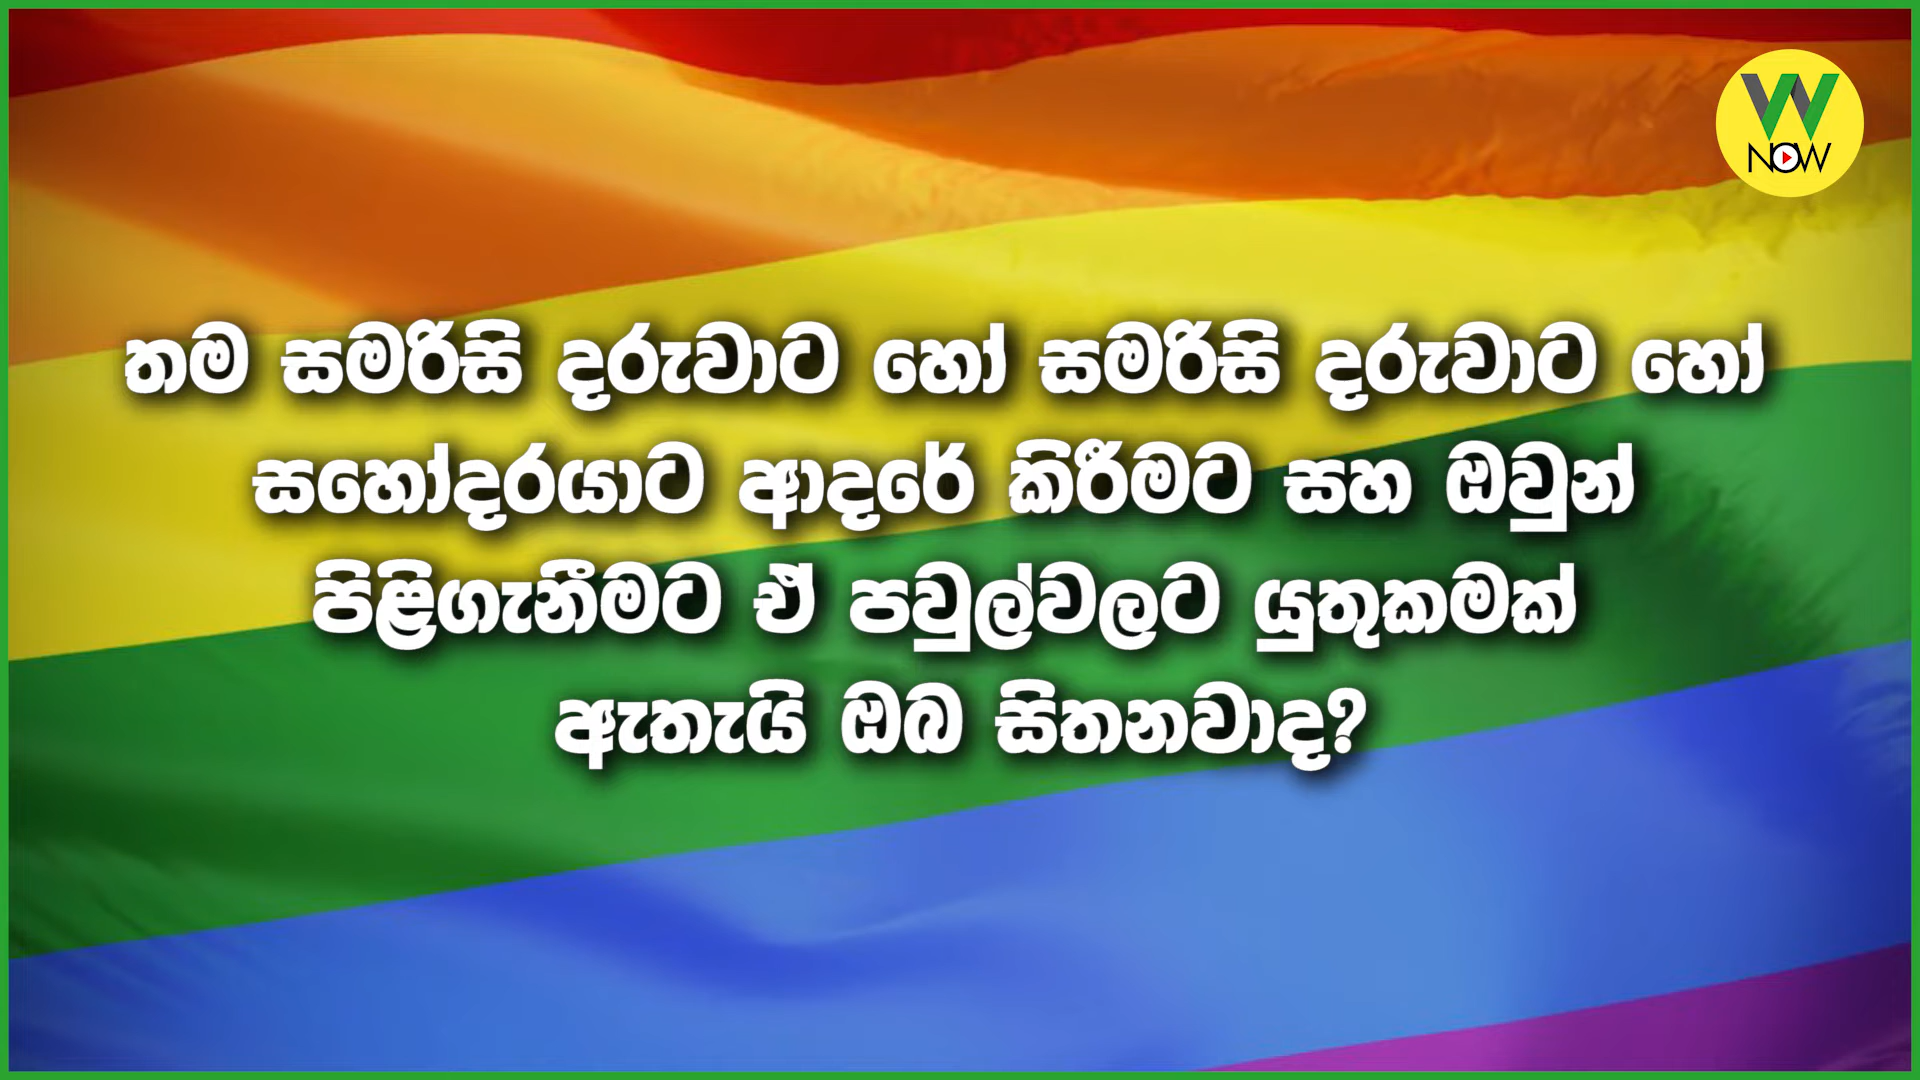 W
NOW
තම සමරිසි දරුවාට හෝ සමරිසි දරුවාට හෝ
සහෝදරයාට ආදරේ කිරීමට සහ ඔවුන්
පිළිගැනීමට ඒ පවුල්වලට යුතුකමක්
ඇතැයි ඔබ සිතනවාද?